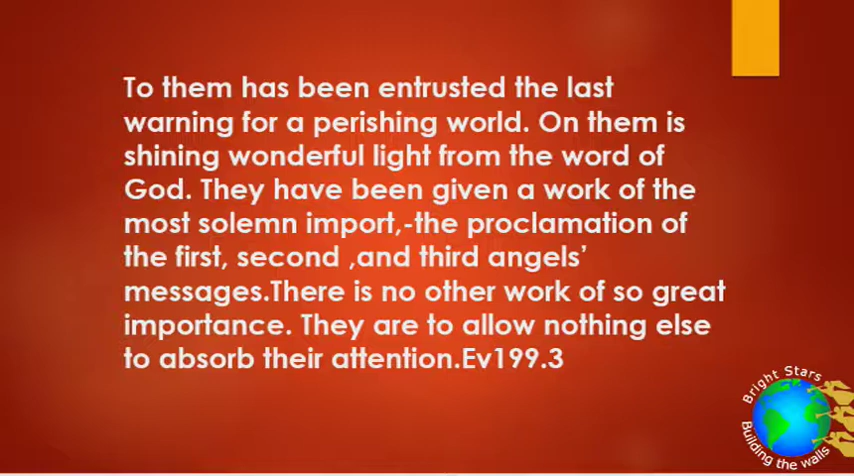 To them has been entrusted the last
warning for a perishing world. On them is
shining wonderful light from the word of
God. They have been given a work of the
most solemn import,-the proclamation of
the first, second ,and third angels’
messages.There is no other work of so great
importance. They are to allow nothing else
to absorb their attention.Ev199.3
Bright Stars
Building the walls